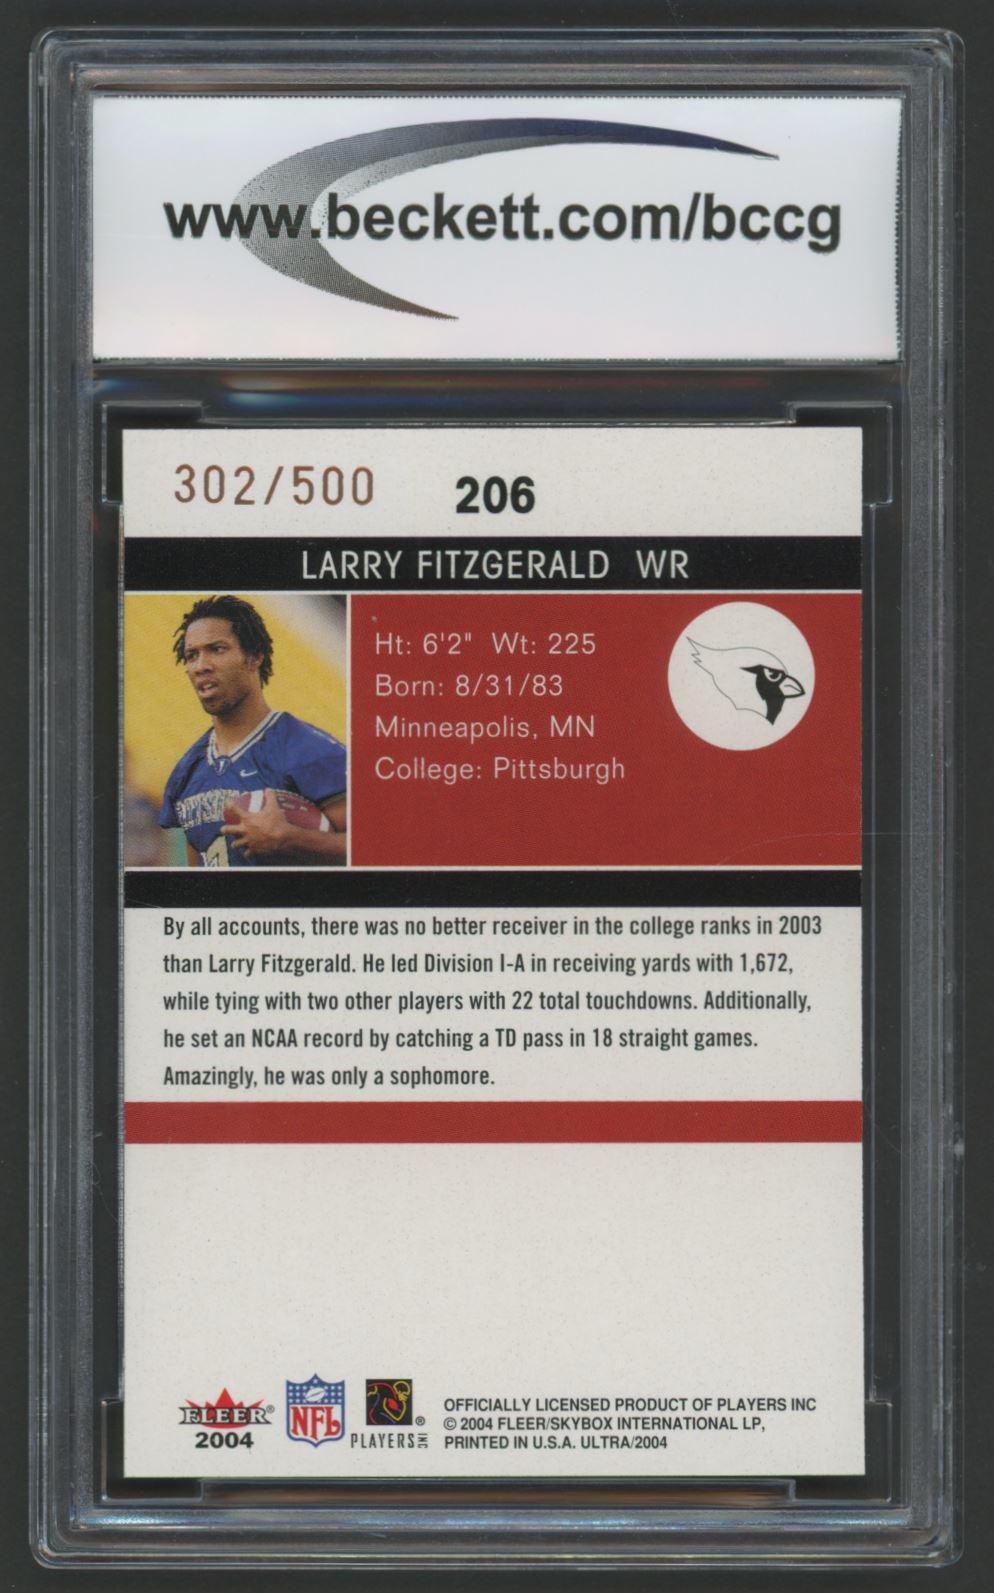 www.beckett.com/bccg
302/500 206
LARRY FITZGERALD WR
Ht: 6'2" Wt: 225
Born: 8/31/83
Minneapolis, MN
College: Pittsburgh
By all accounts, there was no better receiver in the college ranks in 2003
than Larry Fitzgerald. He led Division I-A in receiving yards with 1,672,
while tying with two other players with 22 total touchdowns. Additionally,
he set an NCAA record by catching a TD pass in 18 straight games.
Amazingly, he was only a sophomore.
FLEER®
2004
NFL
PLAYERS INC ®
OFFICIALLY LICENSED PRODUCT OF PLAYERS INC
© 2004 FLEER/SKYBOX INTERNATIONAL LP,
PRINTED IN U.S.A. ULTRA/2004